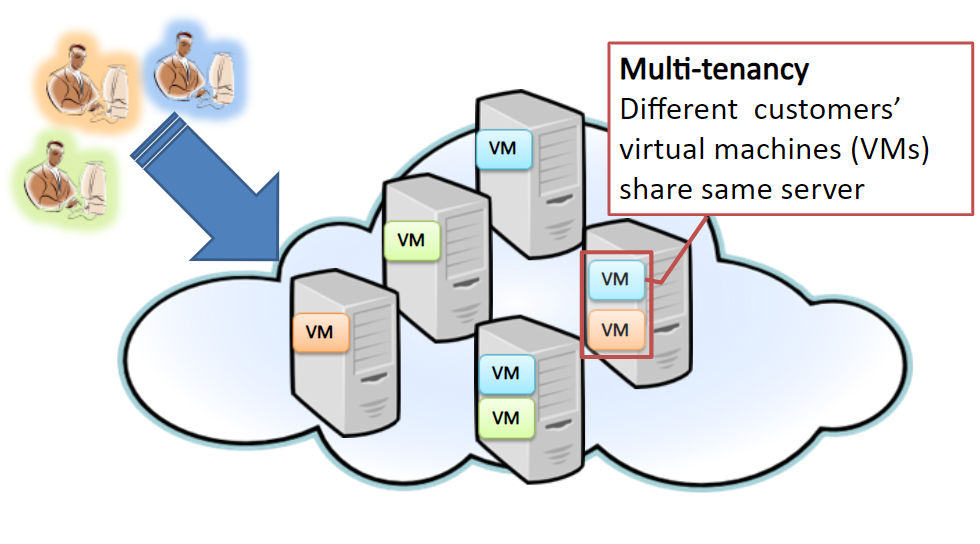 Multi-tenancy
Different customers’
virtual machines (VMs)
share same server
VM
VM
VM
VM
VM
VM
VM